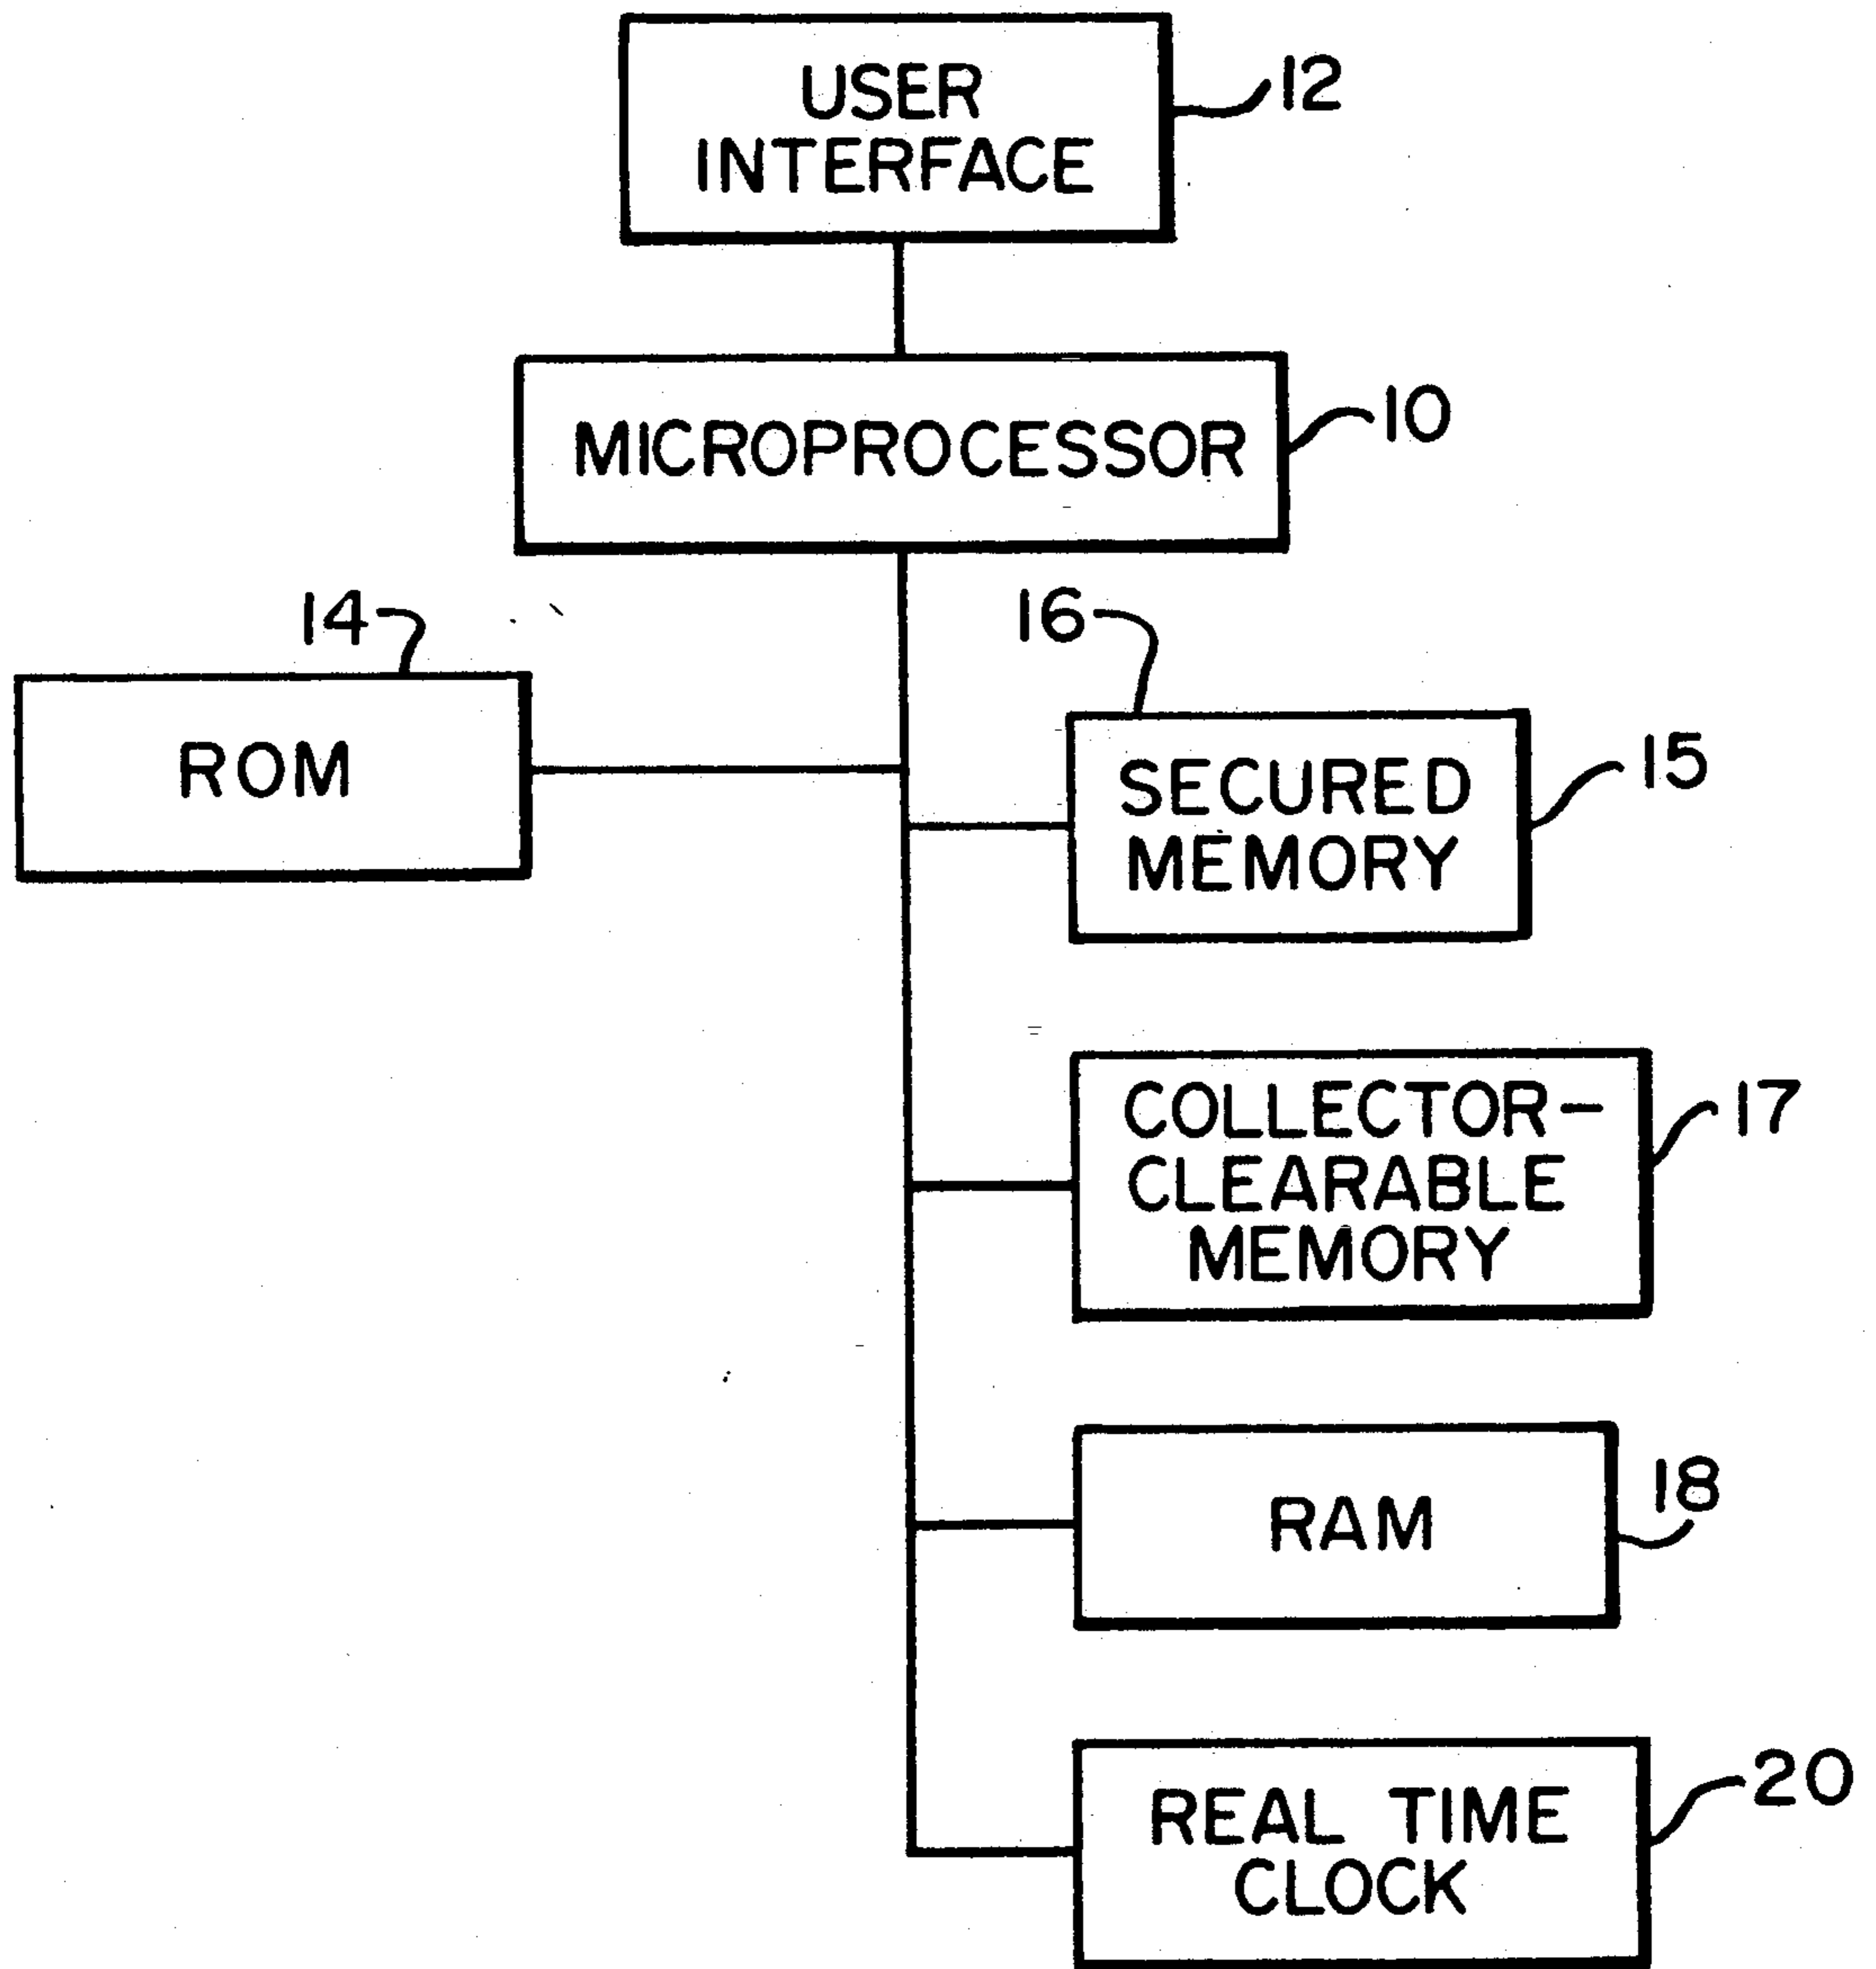 USER
INTERFACE
12
MICROPROCESSOR
10
14
ROM
16
SECURED
MEMORY
15
COLLECTOR-
CLEARABLE
MEMORY
17
RAM
18
REAL TIME
CLOCK
20